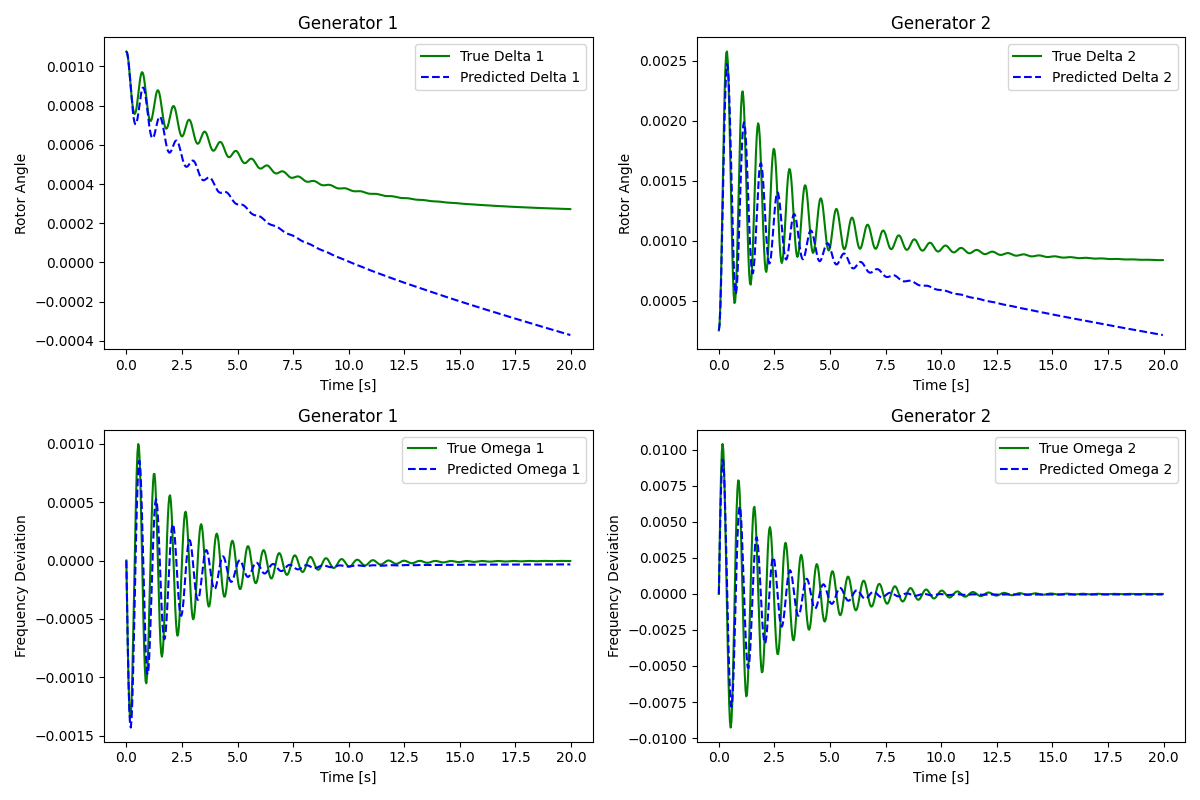 Generator 1
True Delta 1
Predicted Delta 1
Rotor Angle
0.0010
0.0008
0.0006
0.0004
0.0002
0.0000
−0.0002
−0.0004
0.0 2.5 5.0 7.5 10.0 12.5 15.0 17.5 20.0
Time [s]
Generator 2
True Delta 2
Predicted Delta 2
Rotor Angle
0.0025
0.0020
0.0015
0.0010
0.0005
0.0 2.5 5.0 7.5 10.0 12.5 15.0 17.5 20.0
Time [s]
Generator 1
True Omega 1
Predicted Omega 1
Frequency Deviation
0.0010
0.0005
0.0000
−0.0005
−0.0010
−0.0015
0.0 2.5 5.0 7.5 10.0 12.5 15.0 17.5 20.0
Time [s]
Generator 2
True Omega 2
Predicted Omega 2
Frequency Deviation
0.0100
0.0075
0.0050
0.0025
0.0000
−0.0025
−0.0050
−0.0075
−0.0100
0.0 2.5 5.0 7.5 10.0 12.5 15.0 17.5 20.0
Time [s]